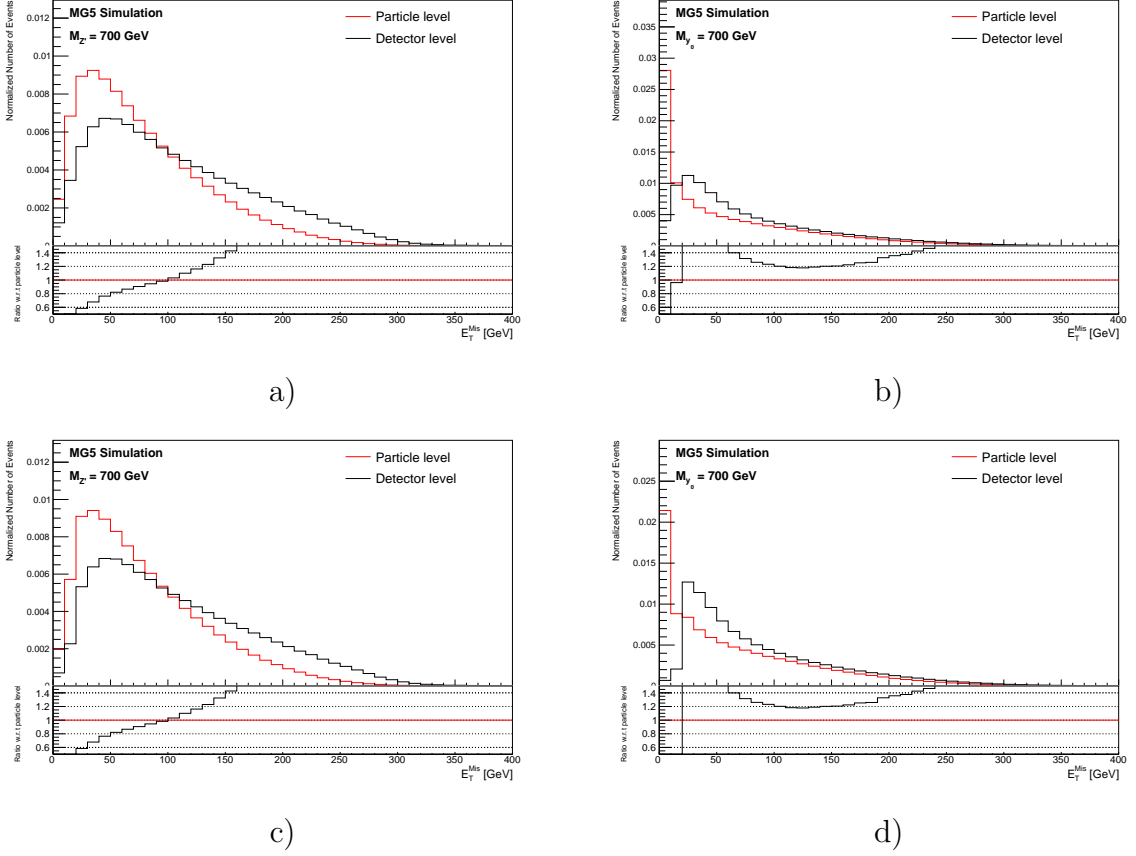 MG5 Simulation
M_Z' = 700 GeV
Particle level
Detector level
Normalized Number of Events
0.012
0.01
0.008
0.006
0.004
0.002
0
Ratio w.r.t particle level
1.4
1.2
1
0.8
0.6
0 50 100 150 200 250 300 350 400
E_T^Mis [GeV]
a)
MG5 Simulation
M_y_0 = 700 GeV
Particle level
Detector level
Normalized Number of Events
0.035
0.03
0.025
0.02
0.015
0.01
0.005
0
Ratio w.r.t particle level
1.4
1.2
1
0.8
0.6
0 50 100 150 200 250 300 350 400
E_T^Mis [GeV]
b)
MG5 Simulation
M_Z' = 700 GeV
Particle level
Detector level
Normalized Number of Events
0.012
0.01
0.008
0.006
0.004
0.002
0
Ratio w.r.t particle level
1.4
1.2
1
0.8
0.6
0 50 100 150 200 250 300 350 400
E_T^Mis [GeV]
c)
MG5 Simulation
M_y_0 = 700 GeV
Particle level
Detector level
Normalized Number of Events
0.025
0.02
0.015
0.01
0.005
0
Ratio w.r.t particle level
1.4
1.2
1
0.8
0.6
0 50 100 150 200 250 300 350 400
E_T^Mis [GeV]
d)